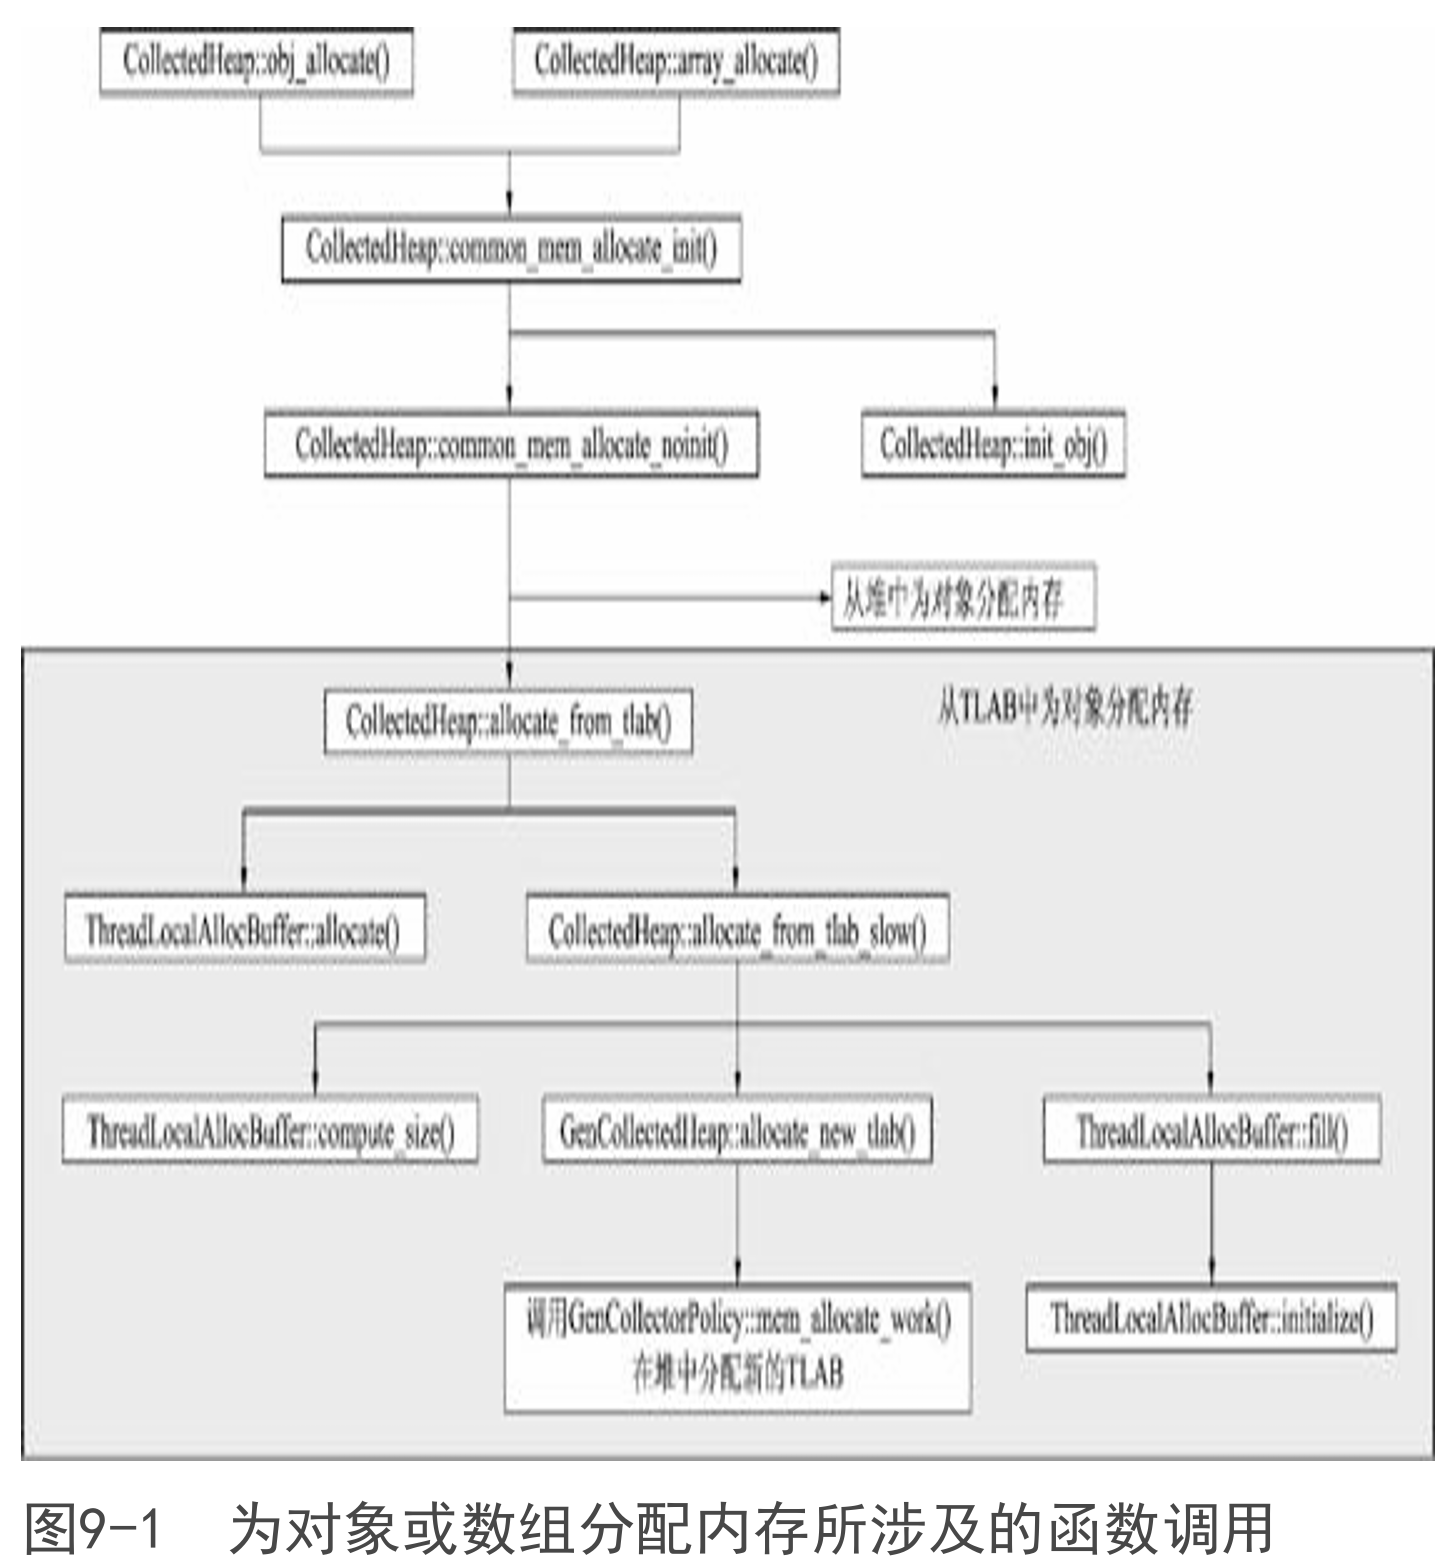 CollectedHeap::obj_allocate()
CollectedHeap::array_allocate()
CollectedHeap::common_mem_allocate_init()
CollectedHeap::common_mem_allocate_noinit()
CollectedHeap::init_obj()
从堆中为对象分配内存
CollectedHeap::allocate_from_tlab()
从TLAB中为对象分配内存
ThreadLocalAllocBuffer::allocate()
CollectedHeap::allocate_from_tlab_slow()
ThreadLocalAllocBuffer::compute_size()
GenCollectedHeap::allocate_new_tlab()
ThreadLocalAllocBuffer::fill()
调用GenCollectorPolicy::mem_allocate_work()
在堆中分配新的TLAB
ThreadLocalAllocBuffer::initialize()
图9-1 为对象或数组分配内存所涉及的函数调用